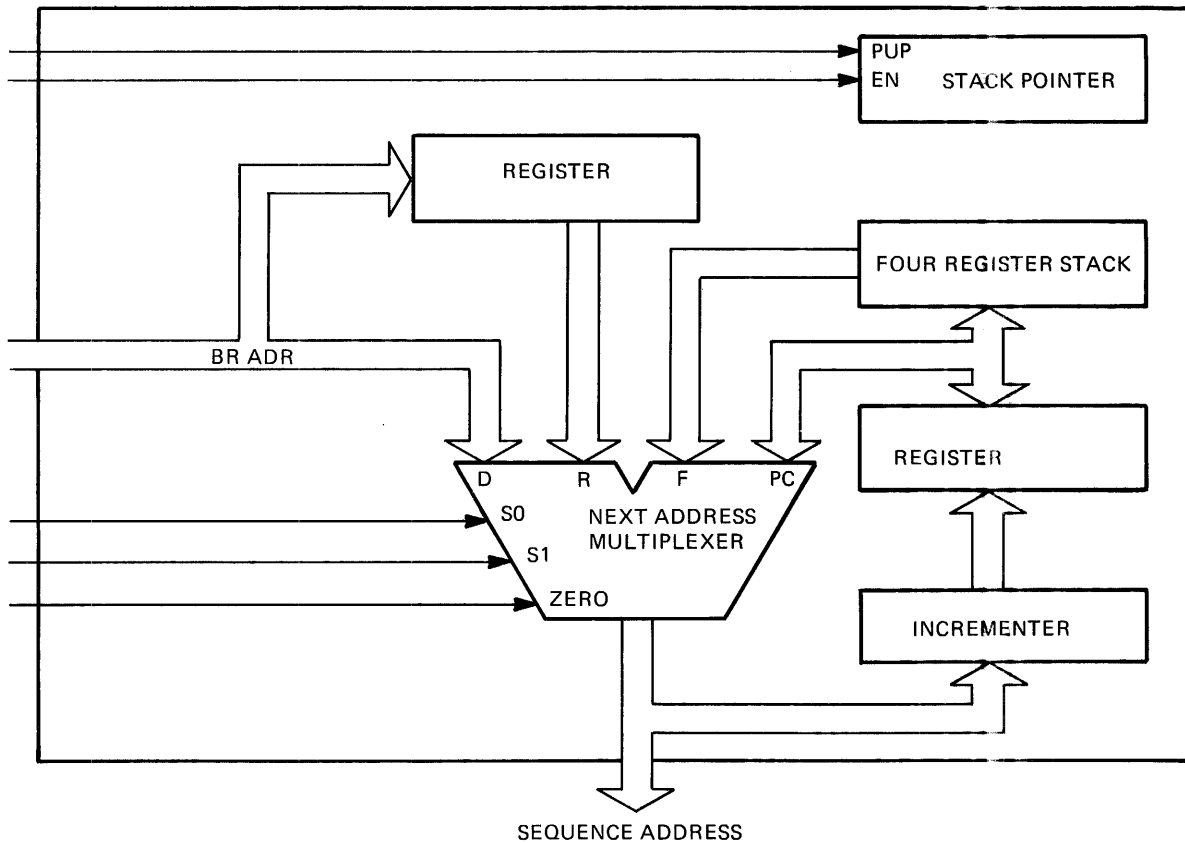 PUP
EN STACK POINTER
REGISTER
FOUR REGISTER STACK
BR ADR
REGISTER
D R F PC
S0 NEXT ADDRESS
MULTIPLEXER
S1
ZERO
INCREMENTER
SEQUENCE ADDRESS